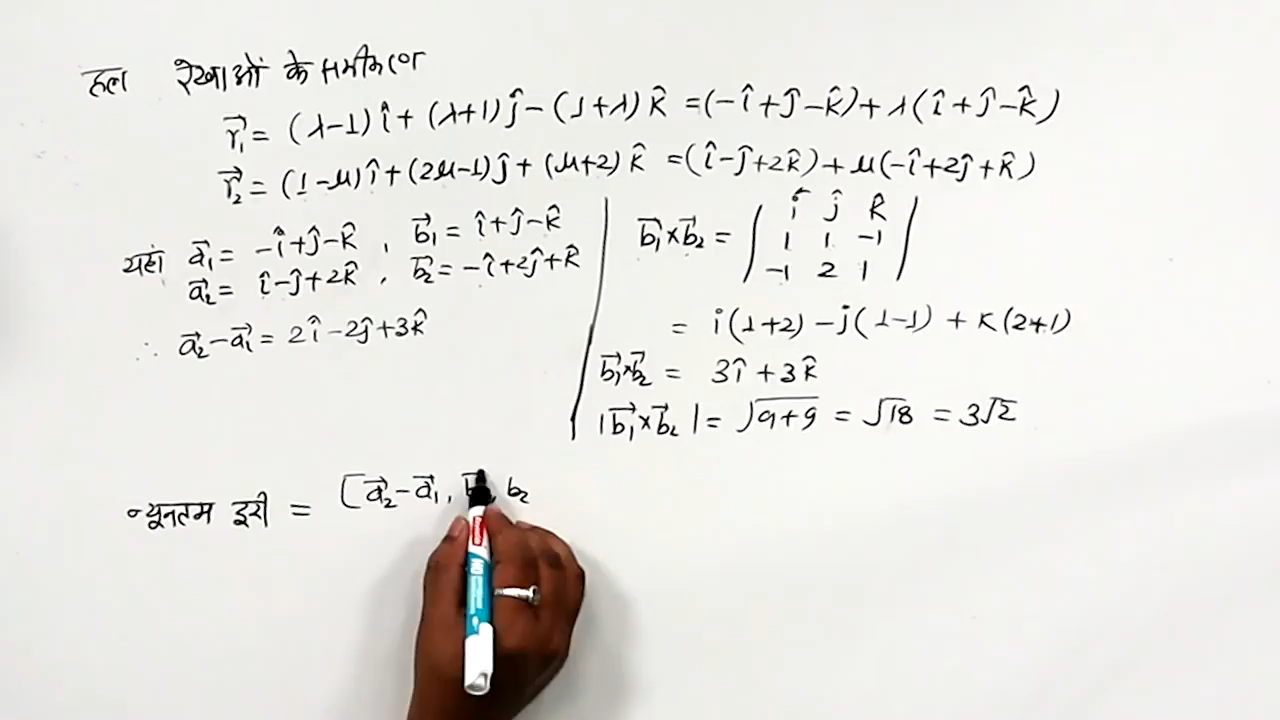 हल रेखाओं के समीकरण
r⃗₁ = (λ-1)î + (λ+1)ĵ - (1+λ)k̂ = (-î+ĵ-k̂) + λ(î+ĵ-k̂)
r⃗₂ = (1-μ)î + (2μ-1)ĵ + (μ+2)k̂ = (î-ĵ+2k̂) + μ(-î+2ĵ+k̂)
यहां a⃗₁ = -î+ĵ-k̂ , b⃗₁ = î+ĵ-k̂
a⃗₂ = î-ĵ+2k̂ , b⃗₂ = -î+2ĵ+k̂
∴ a⃗₂-a⃗₁ = 2î-2ĵ+3k̂
b⃗₁×b⃗₂ = | î ĵ k̂ |
| 1 1 -1 |
| -1 2 1 |
= i(1+2) - j(1-1) + k(2+1)
b⃗₁×b⃗₂ = 3î + 3k̂
|b⃗₁×b⃗₂| = √9+9 = √18 = 3√2
न्यूनतम दूरी = [a⃗₂-a⃗₁, b₁, b₂